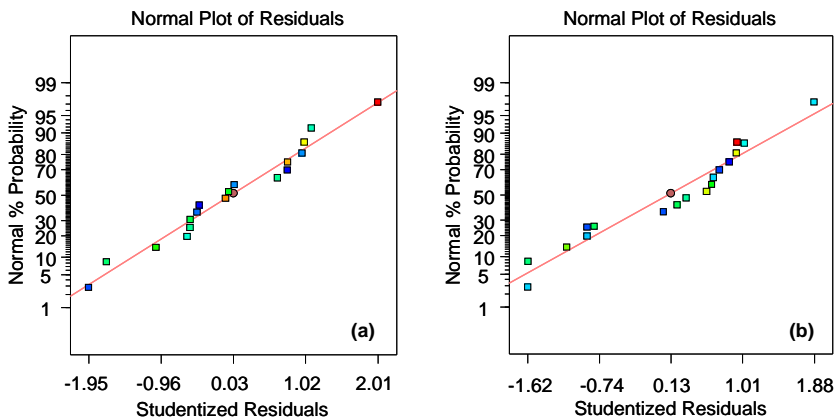 Normal Plot of Residuals
Normal % Probability
99
95
90
80
70
50
30
20
10
5
1
(a)
-1.95 -0.96 0.03 1.02 2.01
Studentized Residuals
Normal Plot of Residuals
Normal % Probability
99
95
90
80
70
50
30
20
10
5
1
(b)
-1.62 -0.74 0.13 1.01 1.88
Studentized Residuals